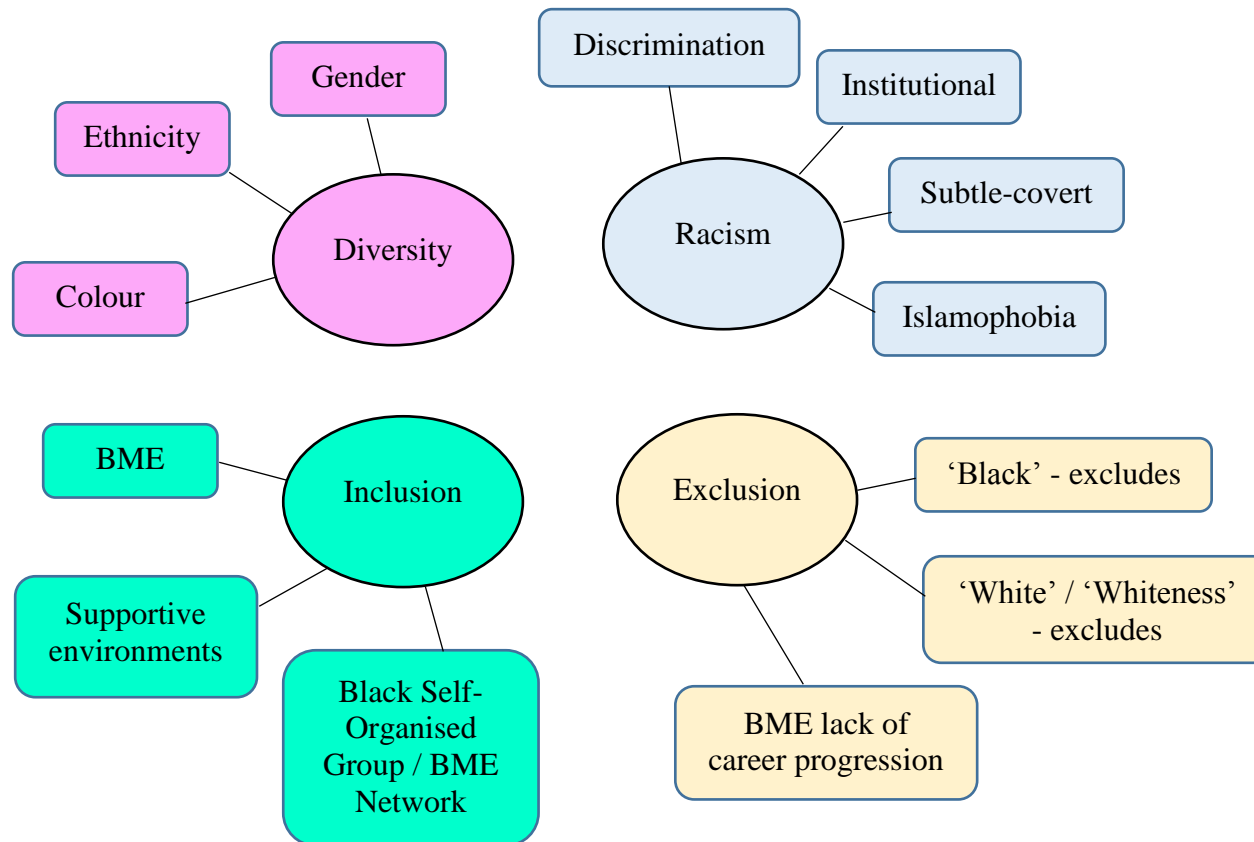 Discrimination
Gender
Institutional
Ethnicity
Subtle-covert
Diversity
Racism
Colour
Islamophobia
BME
Inclusion
Exclusion
‘Black’ - excludes
Supportive
environments
‘White’ / ‘Whiteness’
- excludes
Black Self-
Organised
Group / BME
Network
BME lack of
career progression